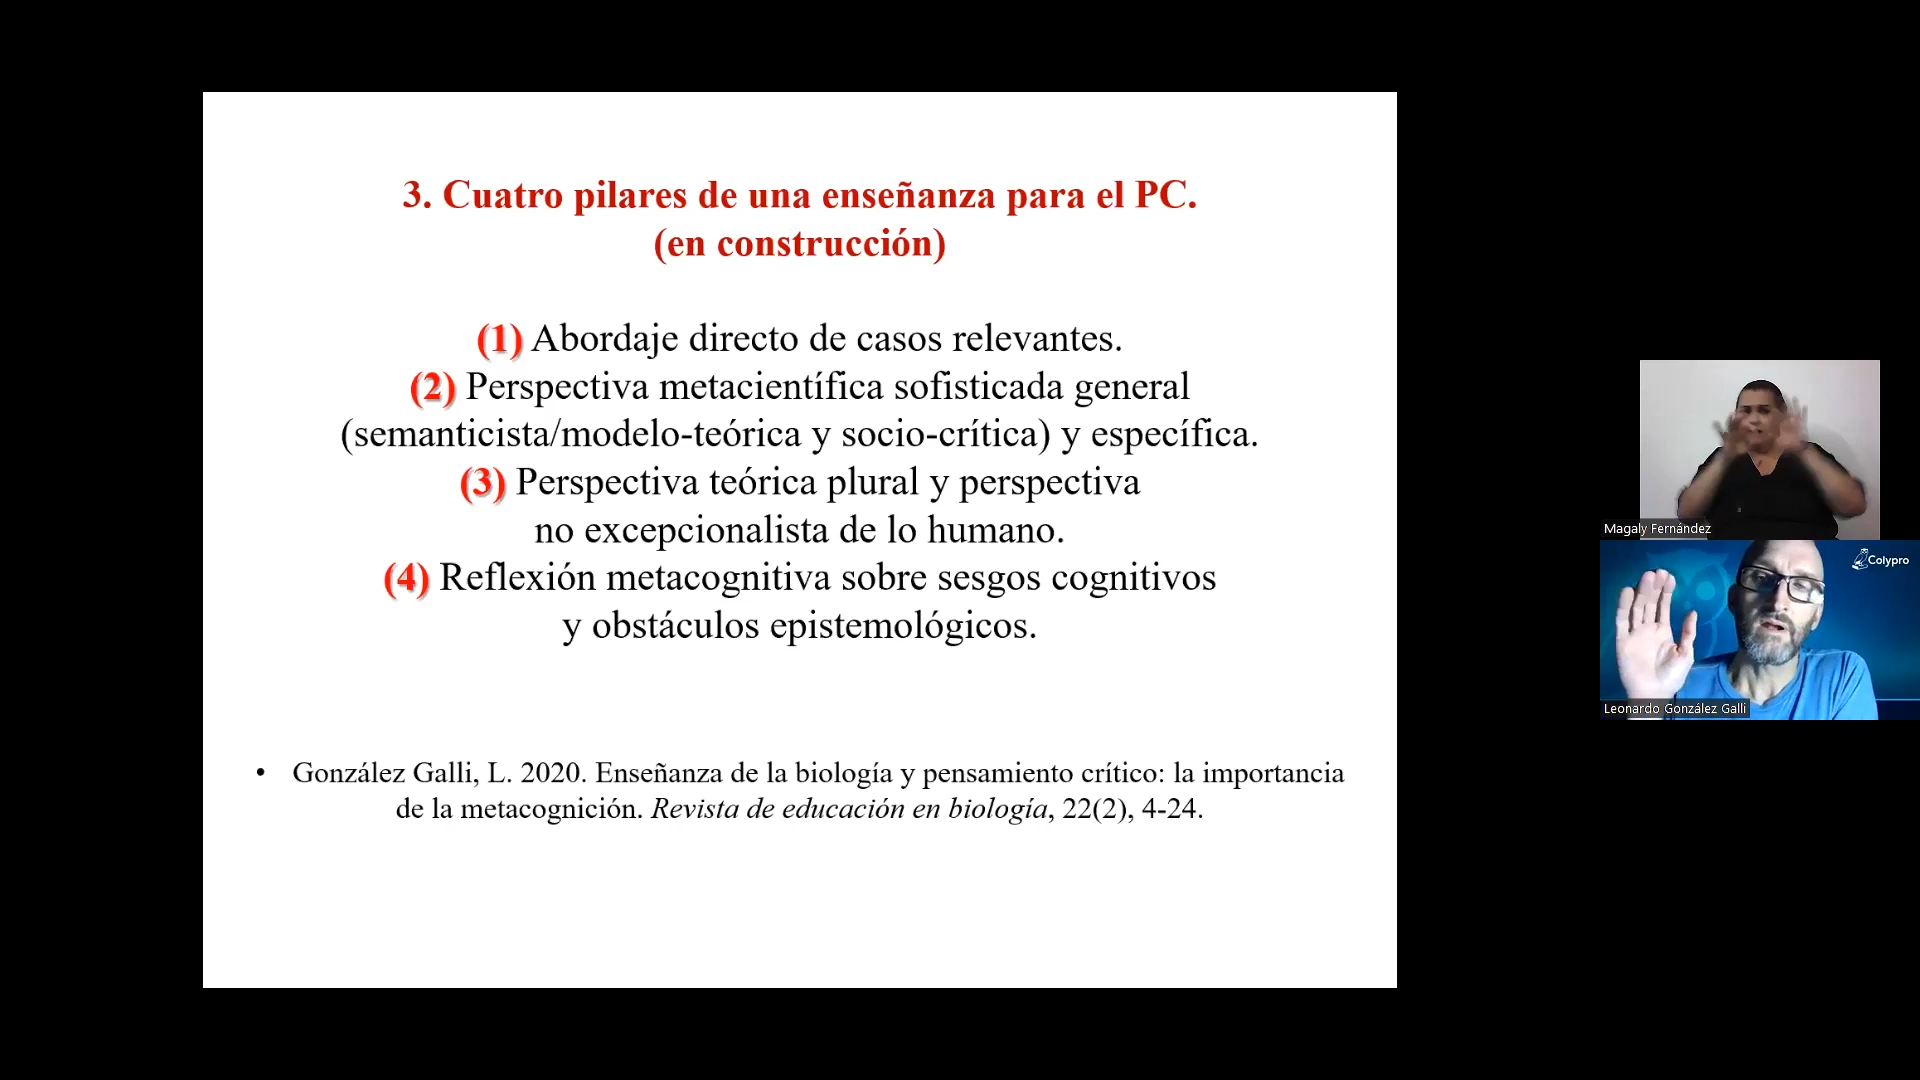 3. Cuatro pilares de una enseñanza para el PC.
(en construcción)
(1) Abordaje directo de casos relevantes.
(2) Perspectiva metacientífica sofisticada general
(semanticista/modelo-teórica y socio-crítica) y específica.
(3) Perspectiva teórica plural y perspectiva
no excepcionalista de lo humano.
(4) Reflexión metacognitiva sobre sesgos cognitivos
y obstáculos epistemológicos.
• González Galli, L. 2020. Enseñanza de la biología y pensamiento crítico: la importancia
de la metacognición. Revista de educación en biología, 22(2), 4-24.
Magaly Fernández
Colypro
Leonardo González Galli